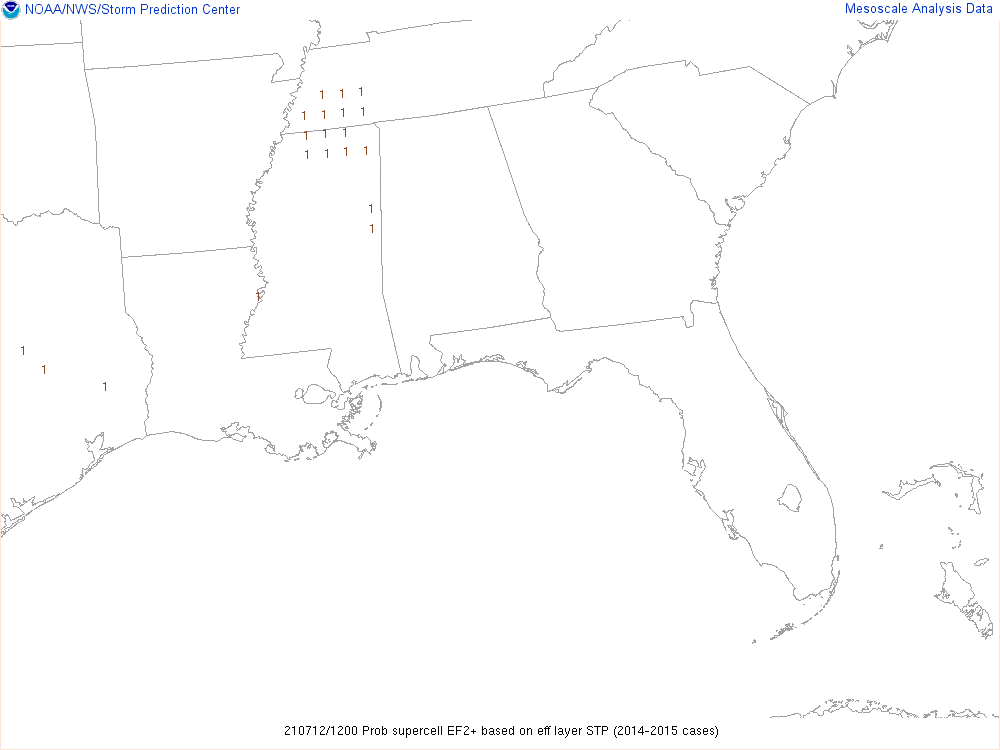 NOAA/NWS/Storm Prediction Center
Mesoscale Analysis Data
1 1 1
1 1 1 1
1 1 1
1 1 1 1
1
1
1
1
1
1
210712/1200 Prob supercell EF2+ based on eff layer STP (2014-2015 cases)